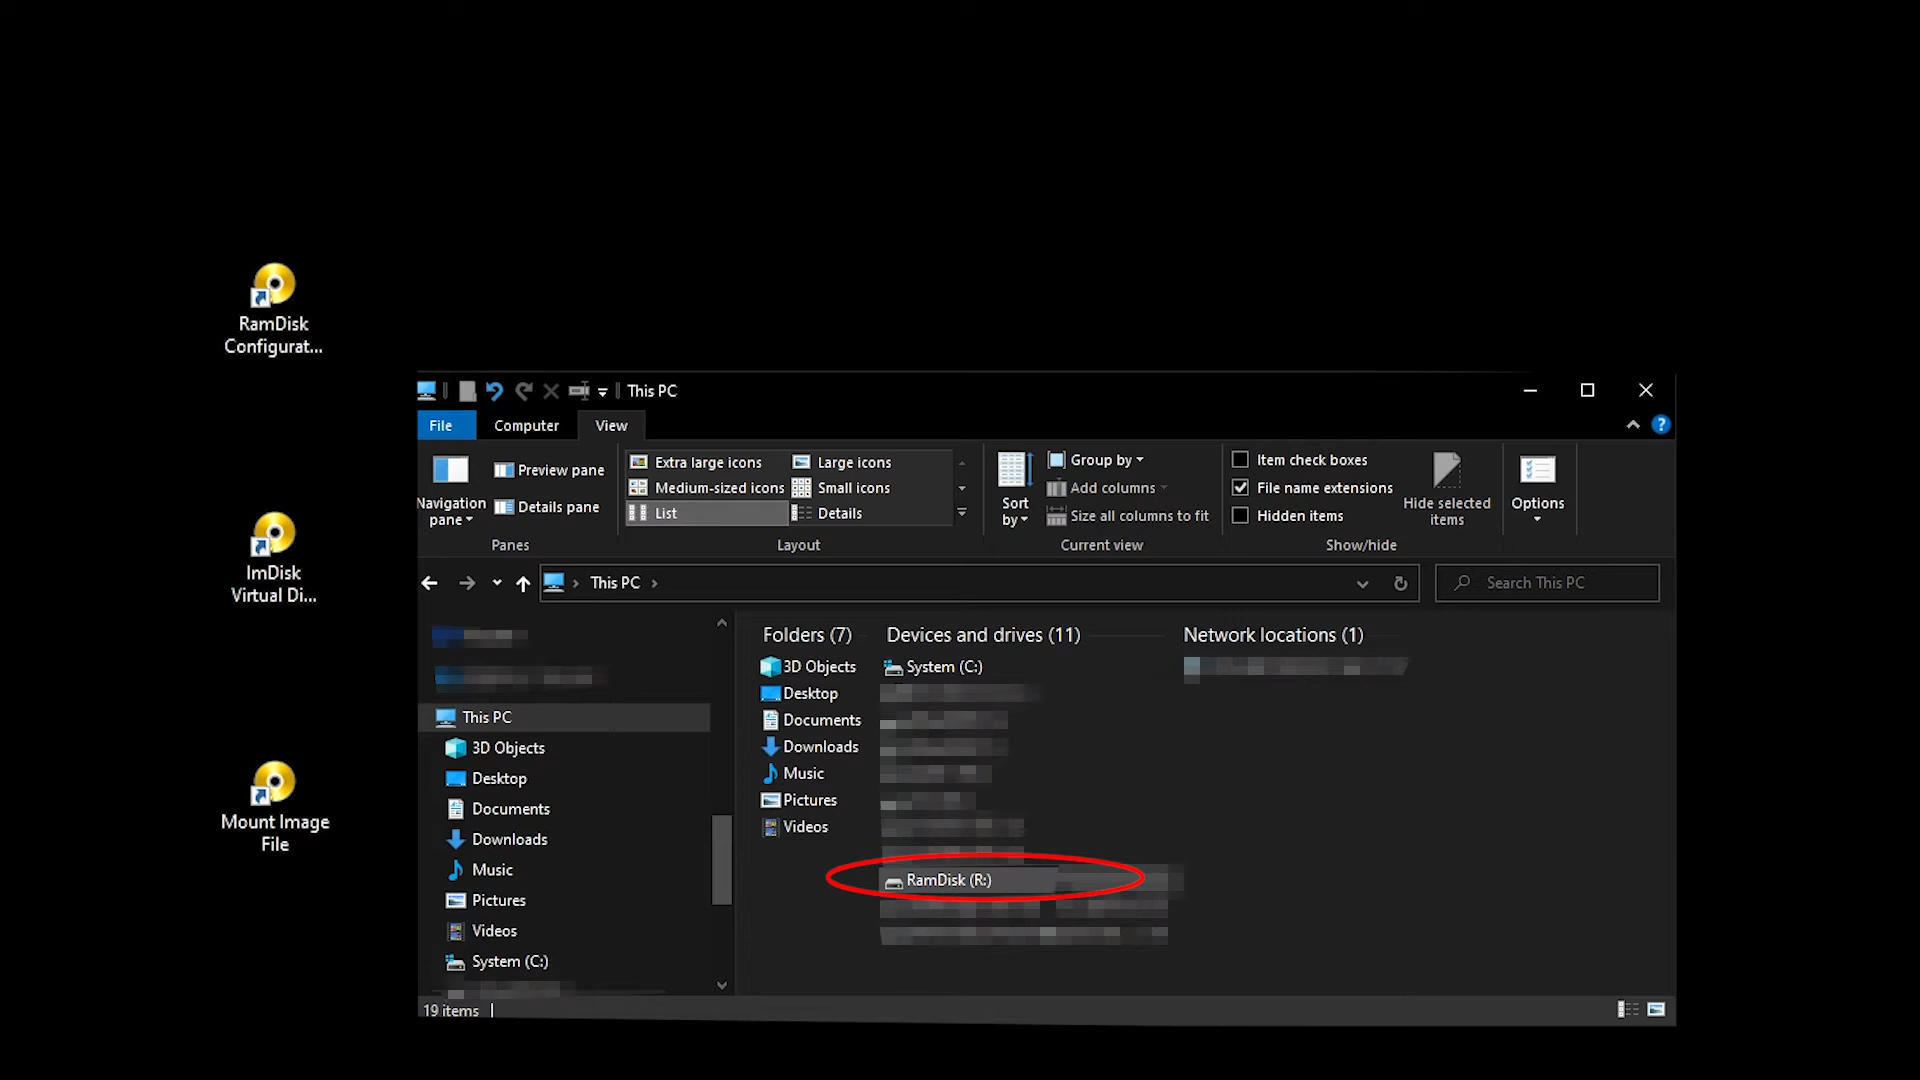 RamDisk
Configurat...
ImDisk
Virtual Di...
Mount Image
File
This PC
File
Computer
View
?
Navigation
pane
Preview pane
Details pane
Panes
Extra large icons
Large icons
Medium-sized icons
Small icons
List
Details
Layout
Sort
by
Group by
Add columns
Size all columns to fit
Current view
Item check boxes
File name extensions
Hidden items
Hide selected
items
Show/hide
Options
This PC
Search This PC
This PC
3D Objects
Desktop
Documents
Downloads
Music
Pictures
Videos
System (C:)
Folders (7)
3D Objects
Desktop
Documents
Downloads
Music
Pictures
Videos
Devices and drives (11)
System (C:)
RamDisk (R:)
Network locations (1)
19 items